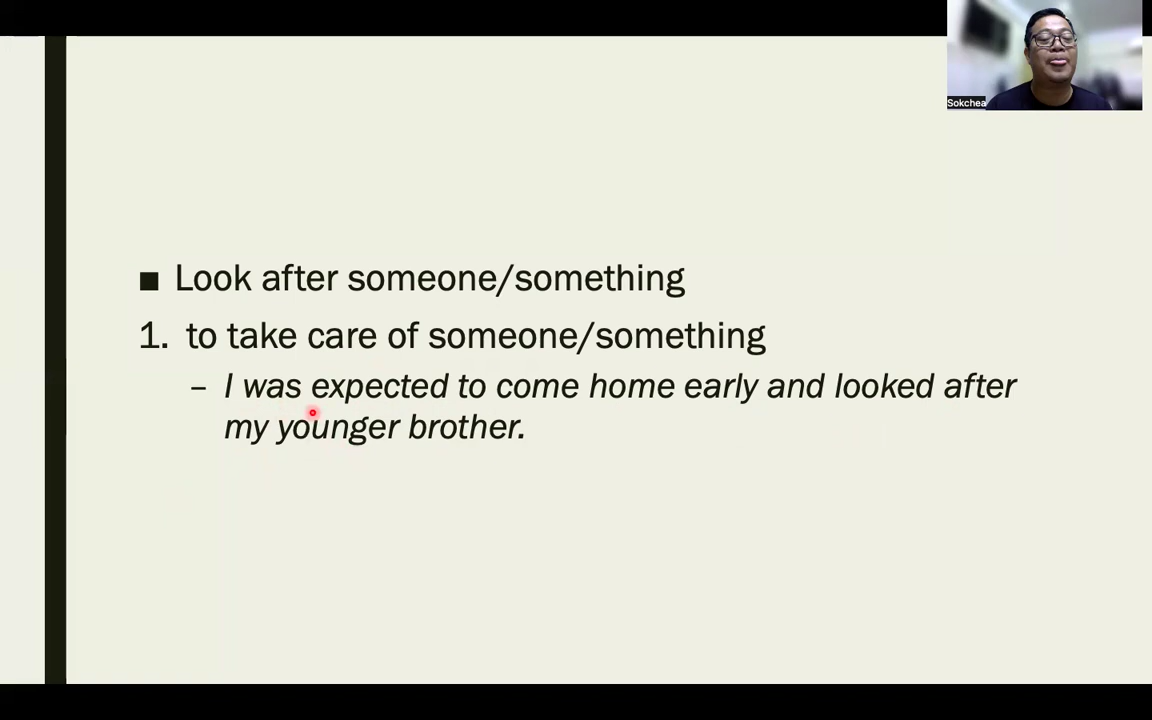 Sokchea
■ Look after someone/something
1. to take care of someone/something
– I was expected to come home early and looked after
my younger brother.